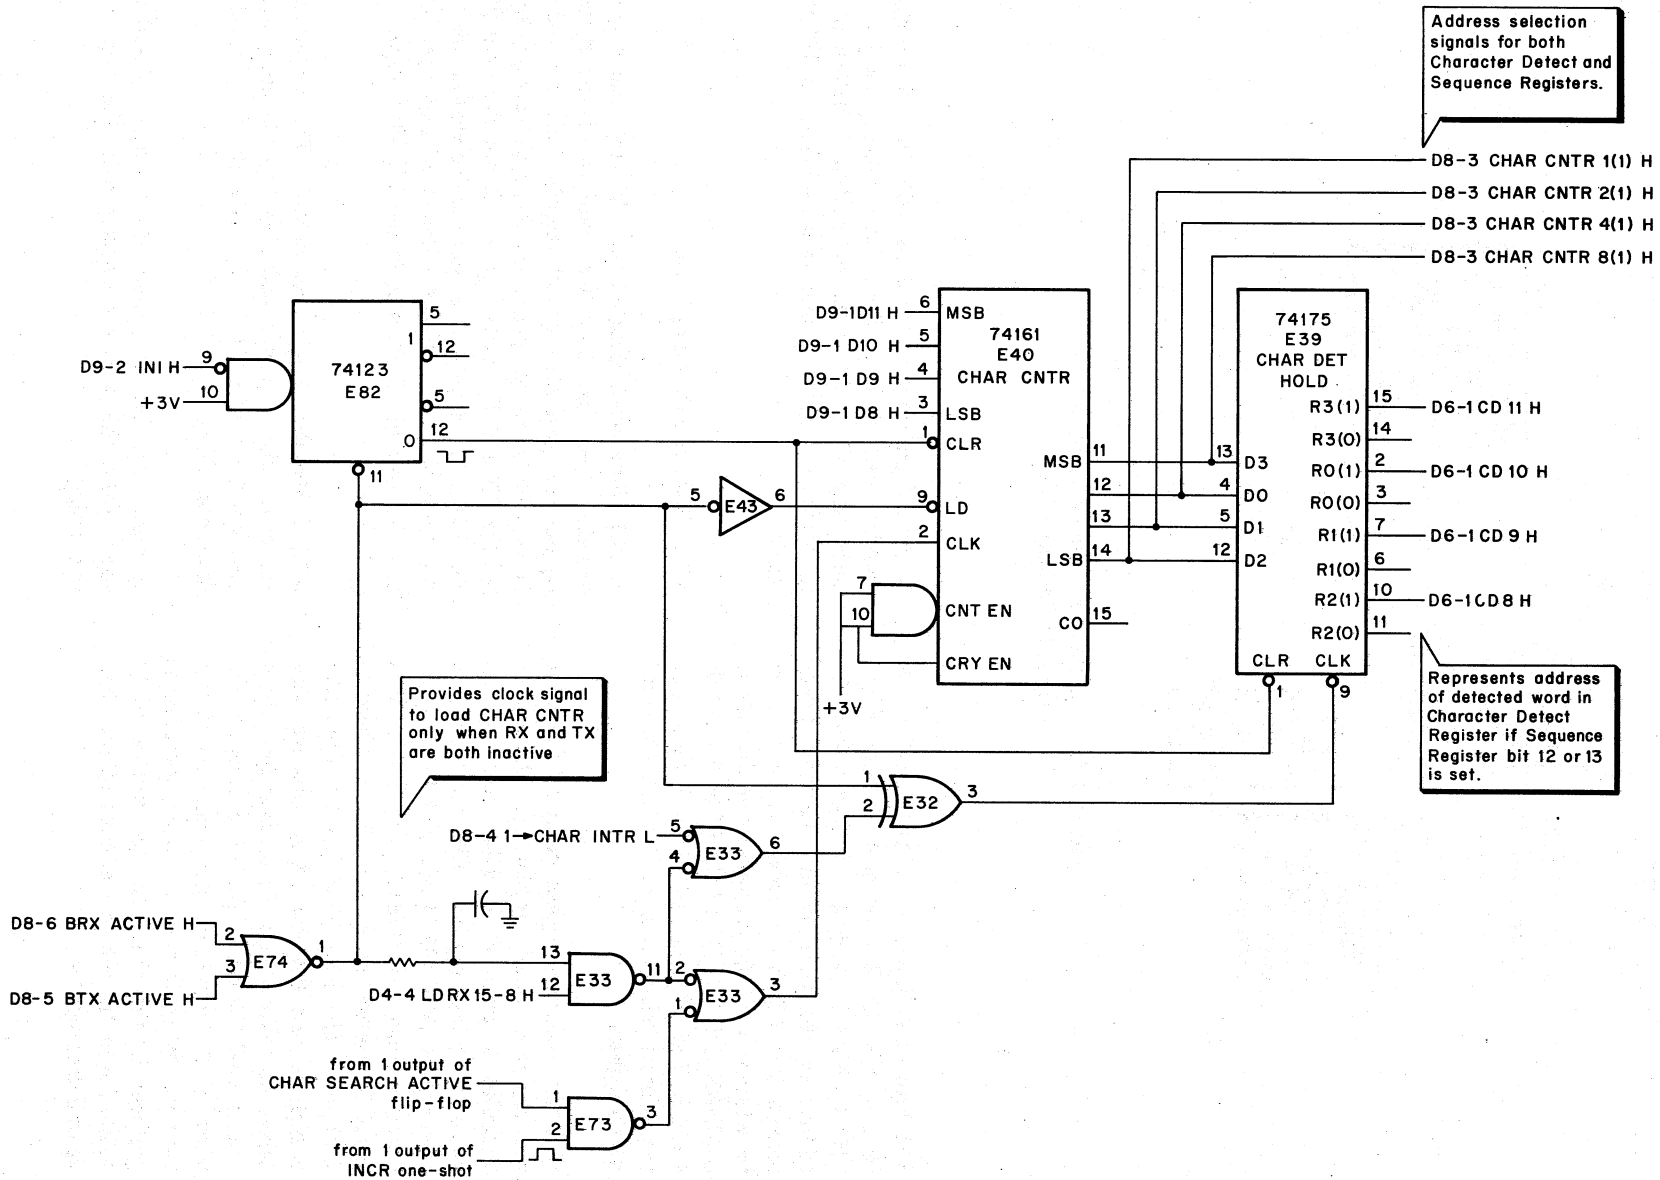 Address selection
signals for both
Character Detect and
Sequence Registers.
D8-3 CHAR CNTR 1(1) H
D8-3 CHAR CNTR 2(1) H
D8-3 CHAR CNTR 4(1) H
D8-3 CHAR CNTR 8(1) H
D9-2 INI H
9
10
+3V
74123
E82
1
0
5
12
5
12
11
D9-1 D11 H
D9-1 D10 H
D9-1 D9 H
D9-1 D8 H
6
5
4
3
1
9
2
7
10
+3V
MSB
74161
E40
CHAR CNTR
LSB
CLR
LD
CLK
CNT EN
CRY EN
MSB
LSB
CO
11
12
13
14
15
5
E43
6
74175
E39
CHAR DET
HOLD
13
4
5
12
D3
D0
D1
D2
R3(1)
R3(0)
R0(1)
R0(0)
R1(1)
R1(0)
R2(1)
R2(0)
CLR
CLK
1
9
15
14
2
3
7
6
10
11
D6-1 CD 11 H
D6-1 CD 10 H
D6-1 CD 9 H
D6-1 CD 8 H
Represents address
of detected word in
Character Detect
Register if Sequence
Register bit 12 or 13
is set.
Provides clock signal
to load CHAR CNTR
only when RX and TX
are both inactive
1
2
E32
3
D8-4 1→CHAR INTR L
5
4
E33
6
D8-6 BRX ACTIVE H
D8-5 BTX ACTIVE H
2
3
E74
1
13
12
D4-4 LD RX 15-8 H
E33
11
2
1
E33
3
from 1 output of
CHAR SEARCH ACTIVE
flip-flop
1
2
E73
3
from 1 output of
INCR one-shot